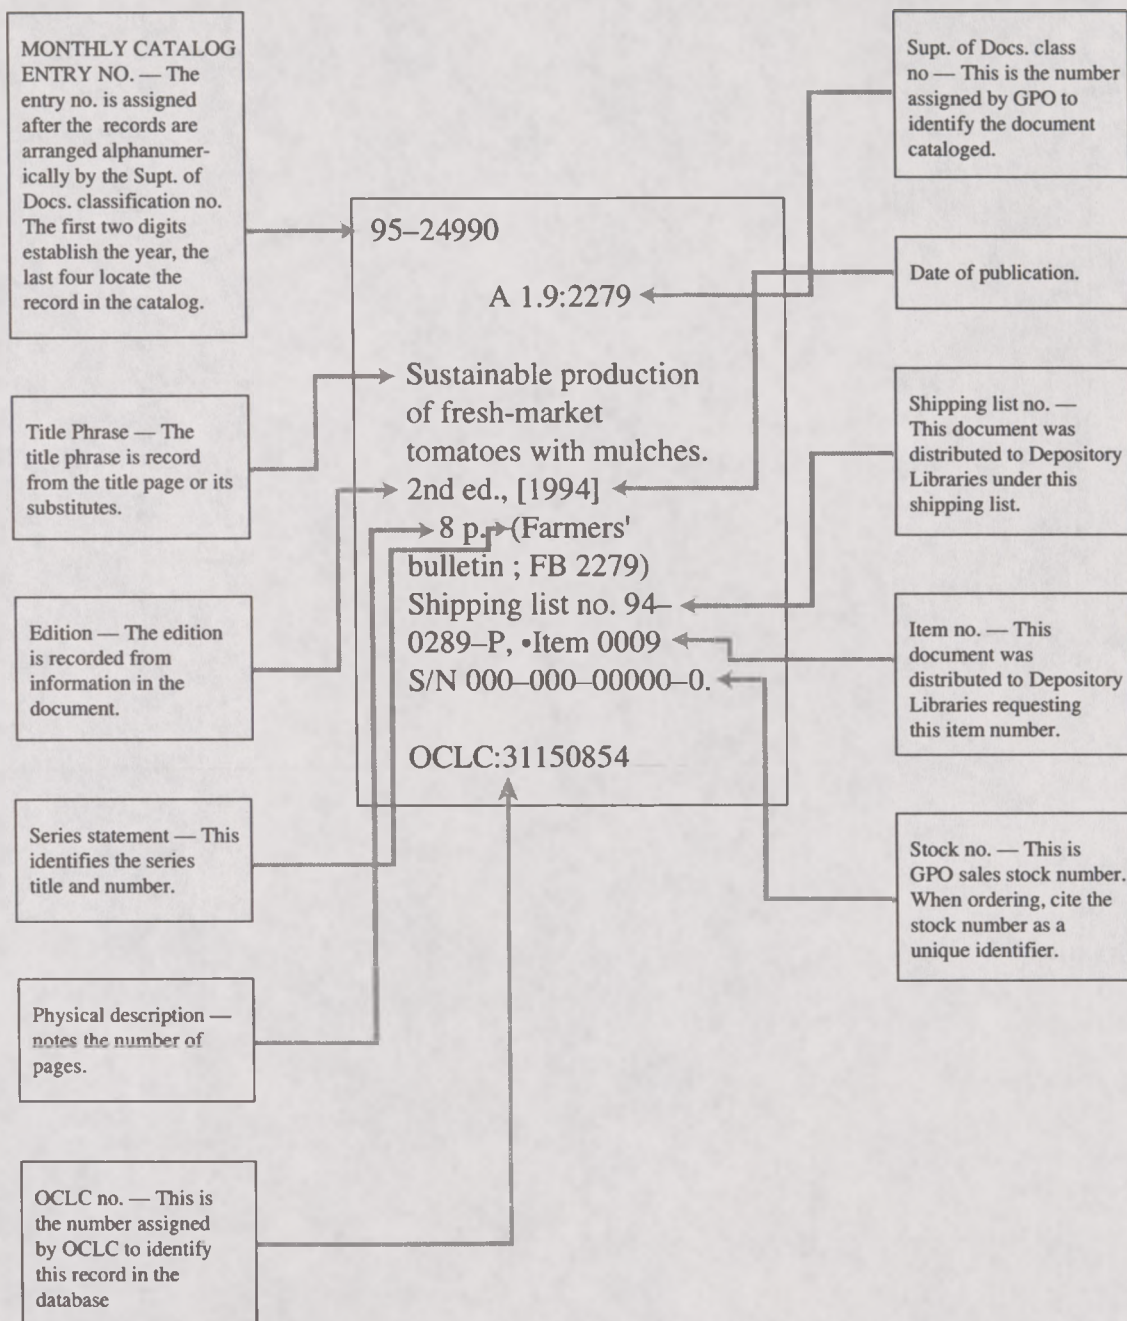 MONTHLY CATALOG
ENTRY NO. — The
entry no. is assigned
after the records are
arranged alphanumer-
ically by the Supt. of
Docs. classification no.
The first two digits
establish the year, the
last four locate the
record in the catalog.
Title Phrase — The
title phrase is record
from the title page or its
substitutes.
Edition — The edition
is recorded from
information in the
document.
Series statement — This
identifies the series
title and number.
Physical description —
notes the number of
pages.
OCLC no. — This is
the number assigned
by OCLC to identify
this record in the
database
95–24990
A 1.9:2279
Sustainable production
of fresh-market
tomatoes with mulches.
2nd ed., [1994]
8 p. (Farmers'
bulletin ; FB 2279)
Shipping list no. 94–
0289–P, •Item 0009
S/N 000–000–00000–0.
OCLC:31150854
Supt. of Docs. class
no — This is the number
assigned by GPO to
identify the document
cataloged.
Date of publication.
Shipping list no. —
This document was
distributed to Depository
Libraries under this
shipping list.
Item no. — This
document was
distributed to Depository
Libraries requesting
this item number.
Stock no. — This is
GPO sales stock number.
When ordering, cite the
stock number as a
unique identifier.